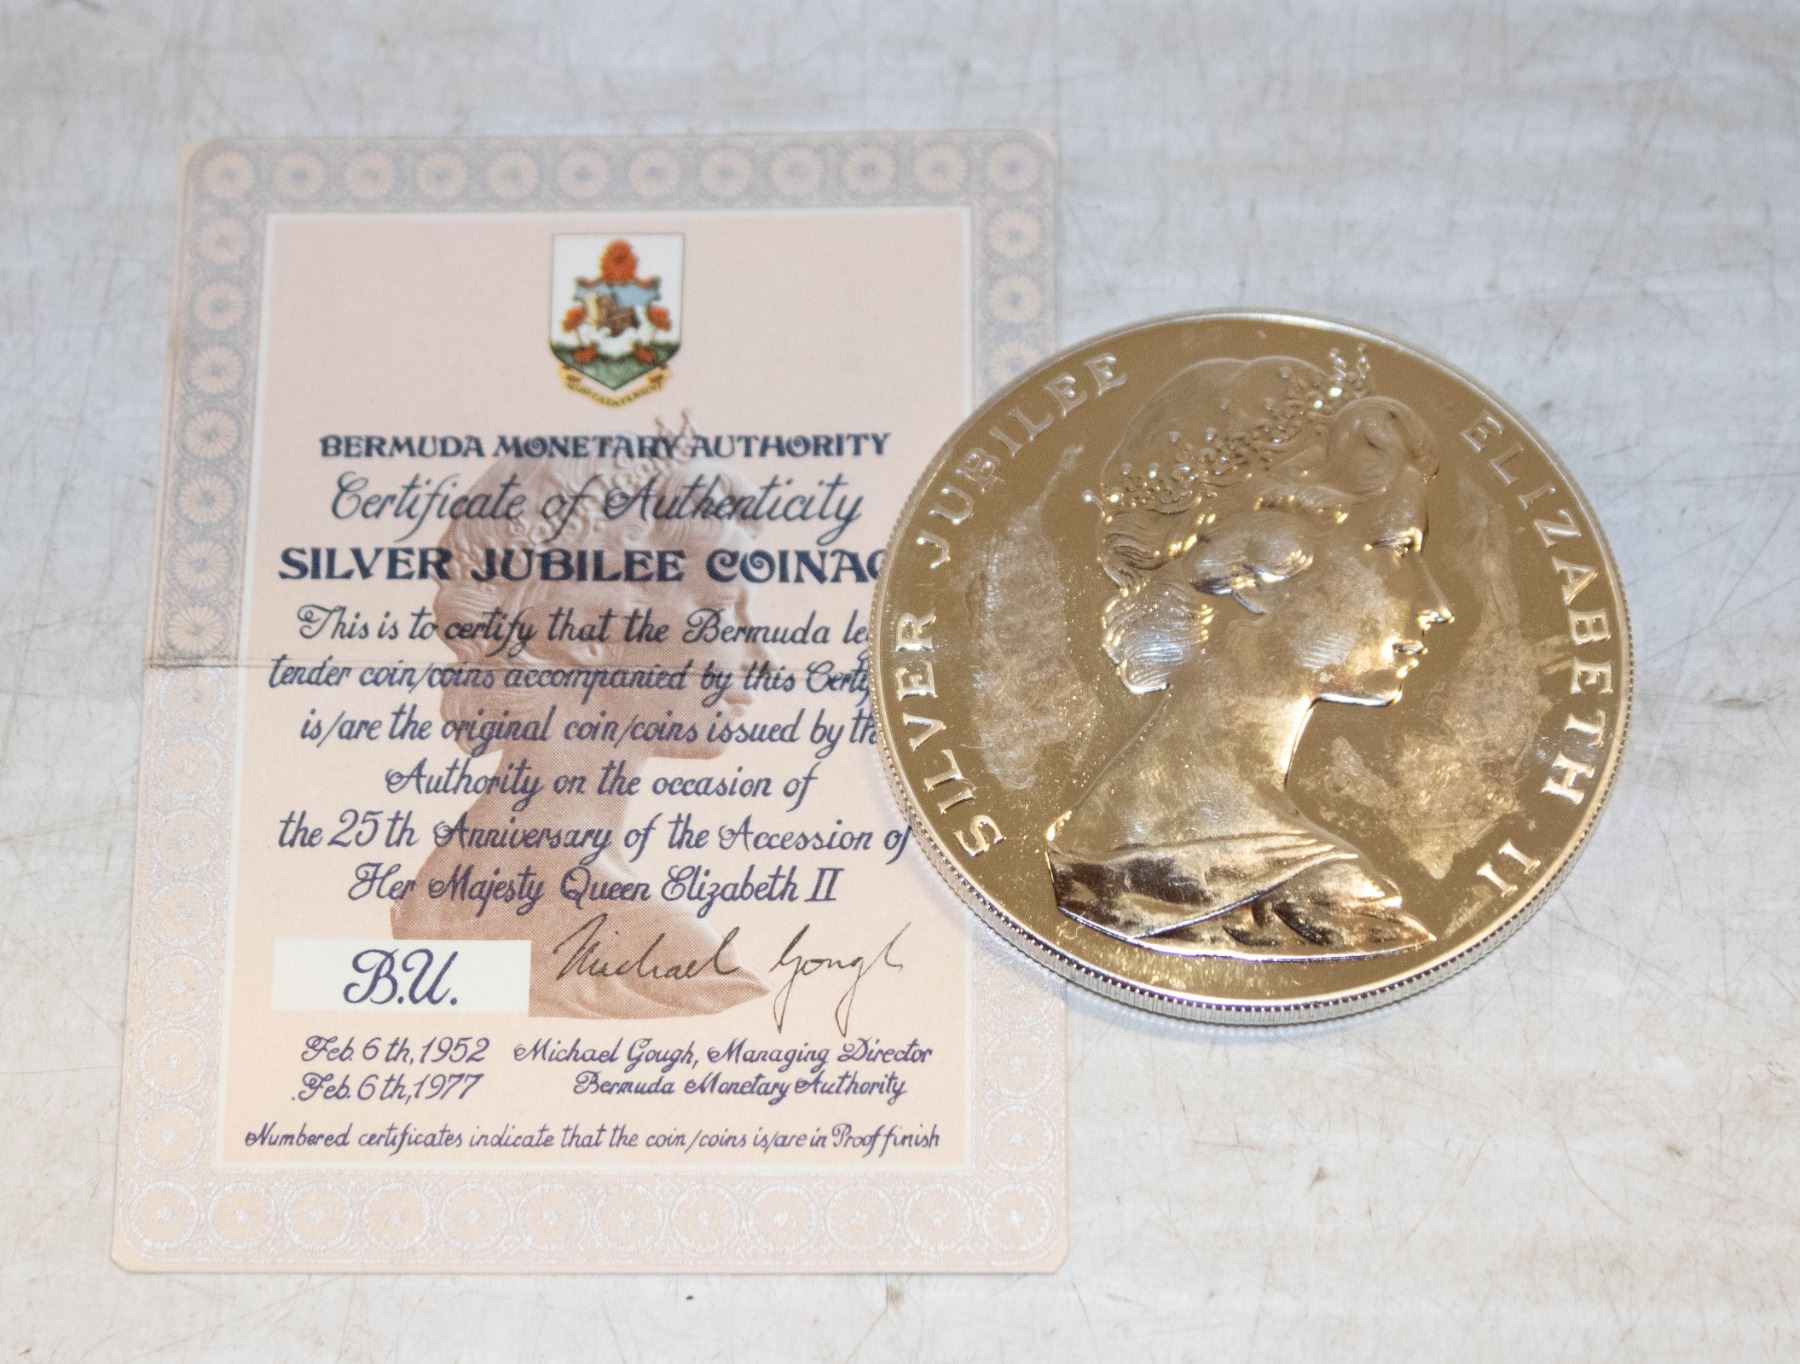 BERMUDA MONETARY AUTHORITY
Certificate of Authenticity
SILVER JUBILEE COINAG
This is to certify that the Bermuda le
tender coin/coins accompanied by this Certif
is/are the original coin/coins issued by th
Authority on the occasion of
the 25th Anniversary of the Accession of
Her Majesty Queen Elizabeth II
B.U.
Michael Gough
Feb. 6th, 1952 Michael Gough, Managing Director
Feb. 6th, 1977 Bermuda Monetary Authority
Numbered certificates indicate that the coin/coins is/are in Proof finish
SILVER JUBILEE
ELIZABETH II